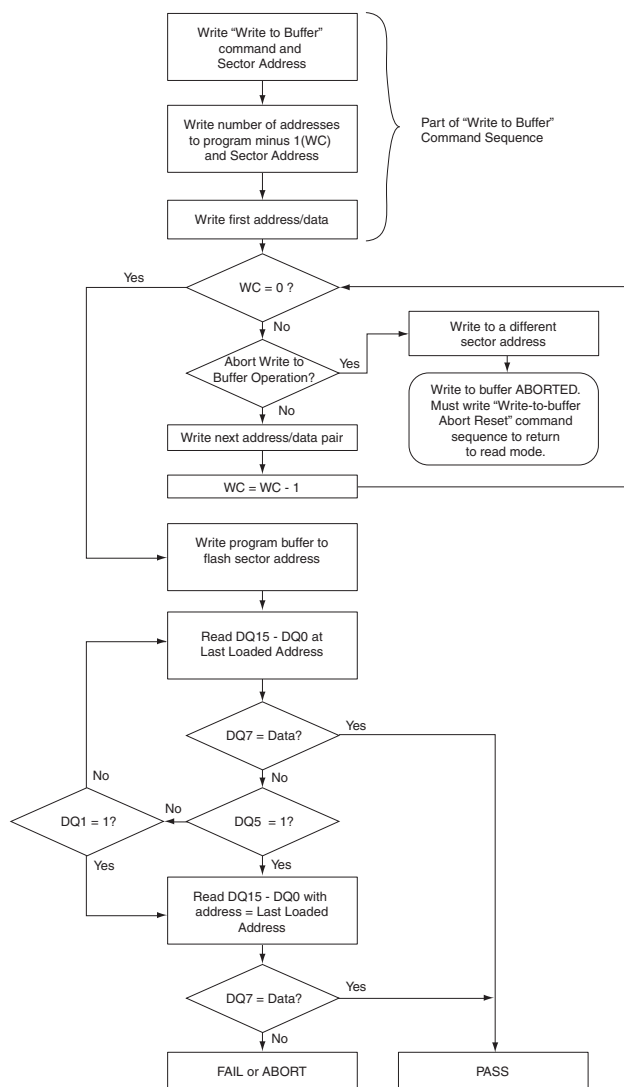 Write “Write to Buffer”
command and
Sector Address
Write number of addresses
to program minus 1(WC)
and Sector Address
Part of “Write to Buffer”
Command Sequence
Write first address/data
Yes
WC = 0 ?
No
Write to a different
sector address
Abort Write to
Buffer Operation?
Yes
No
Write to buffer ABORTED.
Must write “Write-to-buffer
Abort Reset” command
sequence to return
to read mode.
Write next address/data pair
WC = WC - 1
Write program buffer to
flash sector address
Read DQ15 - DQ0 at
Last Loaded Address
Yes
DQ7 = Data?
No
No
No
DQ1 = 1?
DQ5 = 1?
Yes
Yes
Read DQ15 - DQ0 with
address = Last Loaded
Address
Yes
DQ7 = Data?
No
FAIL or ABORT
PASS